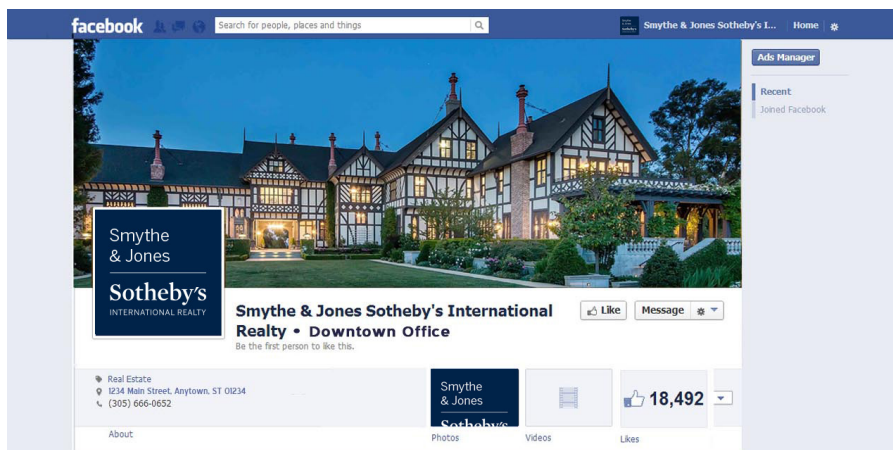 facebook
Search for people, places and things
Smythe & Jones Sotheby's I...
Home
Ads Manager
Recent
Joined Facebook
Smythe
& Jones
Sotheby's
INTERNATIONAL REALTY
Smythe & Jones Sotheby's International
Realty • Downtown Office
Be the first person to like this.
Like
Message
Real Estate
1234 Main Street, Anytown, ST 01234
(305) 666-0652
About
Smythe
& Jones
Sotheby's
Photos
Videos
18,492
Likes